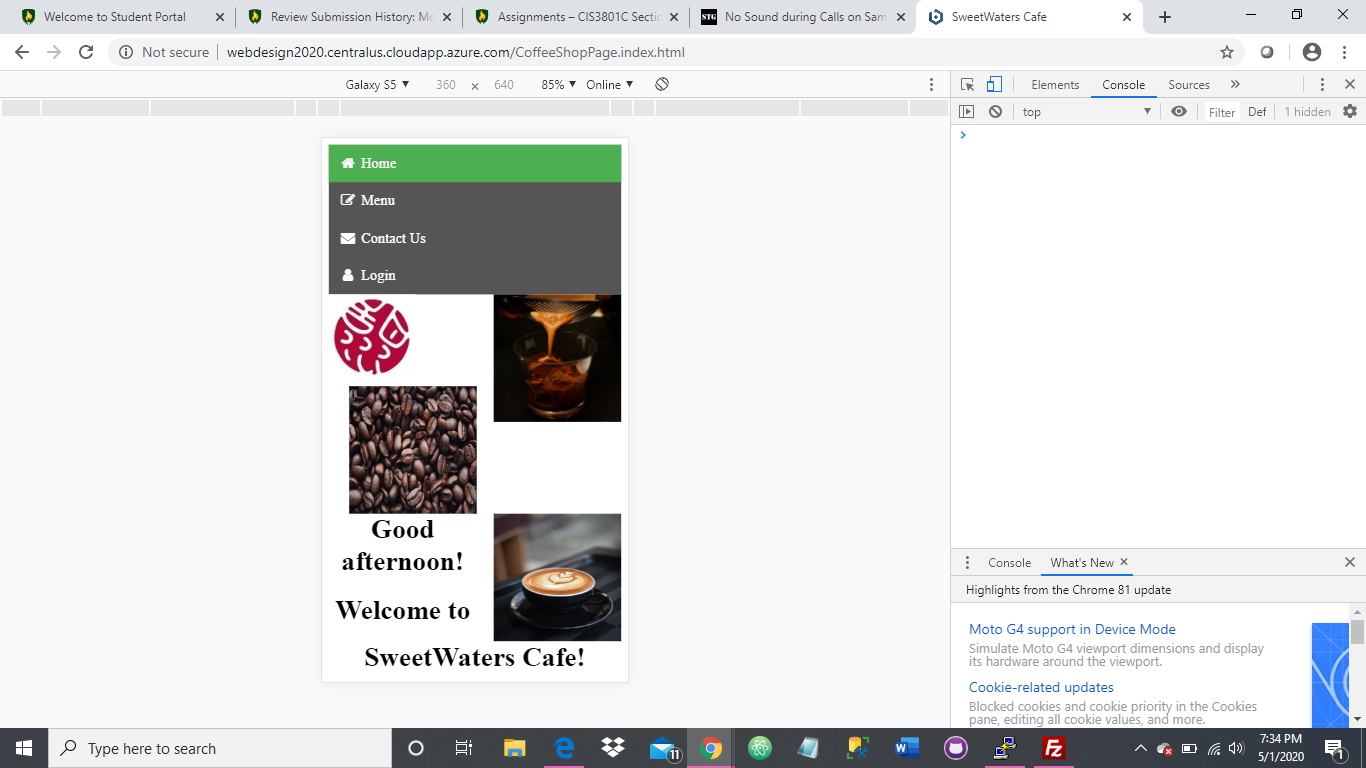 Welcome to Student Portal
Review Submission History: Mo
Assignments – CIS3801C Sectio
STG No Sound during Calls on Sam
SweetWaters Cafe
Not secure webdesign2020.centralus.cloudapp.azure.com/CoffeeShopPage.index.html
Galaxy S5 ▼ 360 × 640 85% ▼ Online ▼
Elements Console Sources »
top ▼ Filter Def 1 hidden
Home
Menu
Contact Us
Login
Good
afternoon!
Welcome to
SweetWaters Cafe!
Console What's New
Highlights from the Chrome 81 update
Moto G4 support in Device Mode
Simulate Moto G4 viewport dimensions and display
its hardware around the viewport.
Cookie-related updates
Blocked cookies and cookie priority in the Cookies
pane, editing all cookie values, and more.
Type here to search
11
7:34 PM
5/1/2020
1